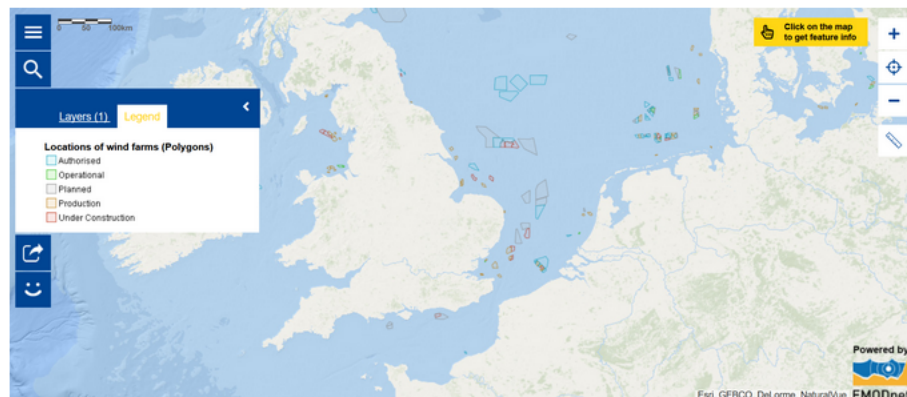 0 50 100km
Click on the map
to get feature info
Layers (1) Legend
Locations of wind farms (Polygons)
Authorised
Operational
Planned
Production
Under Construction
Powered by
Esri, GEBCO, DeLorme, NaturalVue
EMODnet